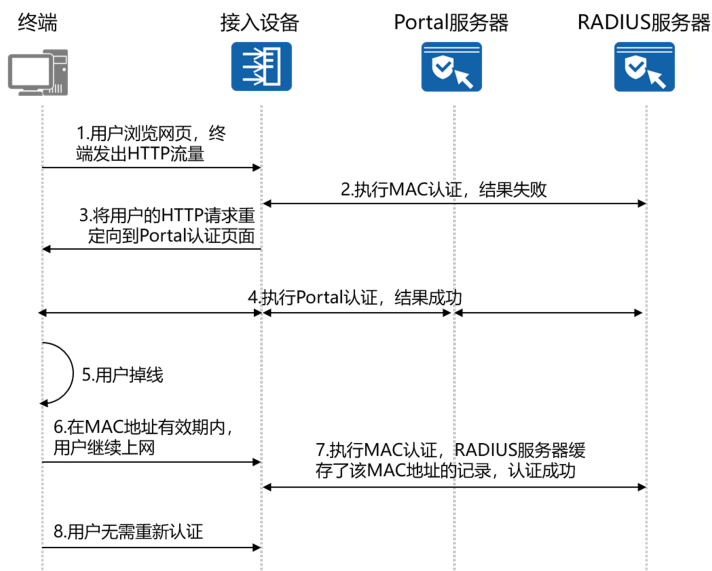 终端
接入设备
Portal服务器
RADIUS服务器
1.用户浏览网页，终
端发出HTTP流量
2.执行MAC认证，结果失败
3.将用户的HTTP请求重
定向到Portal认证页面
4.执行Portal认证，结果成功
5.用户掉线
6.在MAC地址有效期内，
用户继续上网
7.执行MAC认证，RADIUS服务器缓
存了该MAC地址的记录，认证成功
8.用户无需重新认证